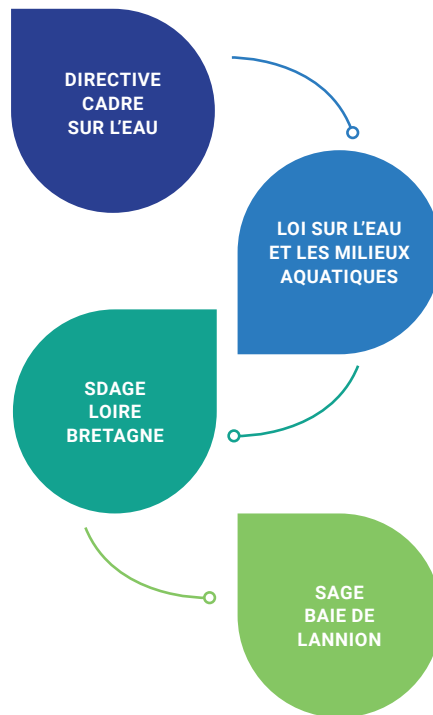 DIRECTIVE
CADRE
SUR L'EAU
LOI SUR L'EAU
ET LES MILIEUX
AQUATIQUES
SDAGE
LOIRE
BRETAGNE
SAGE
BAIE DE
LANNION